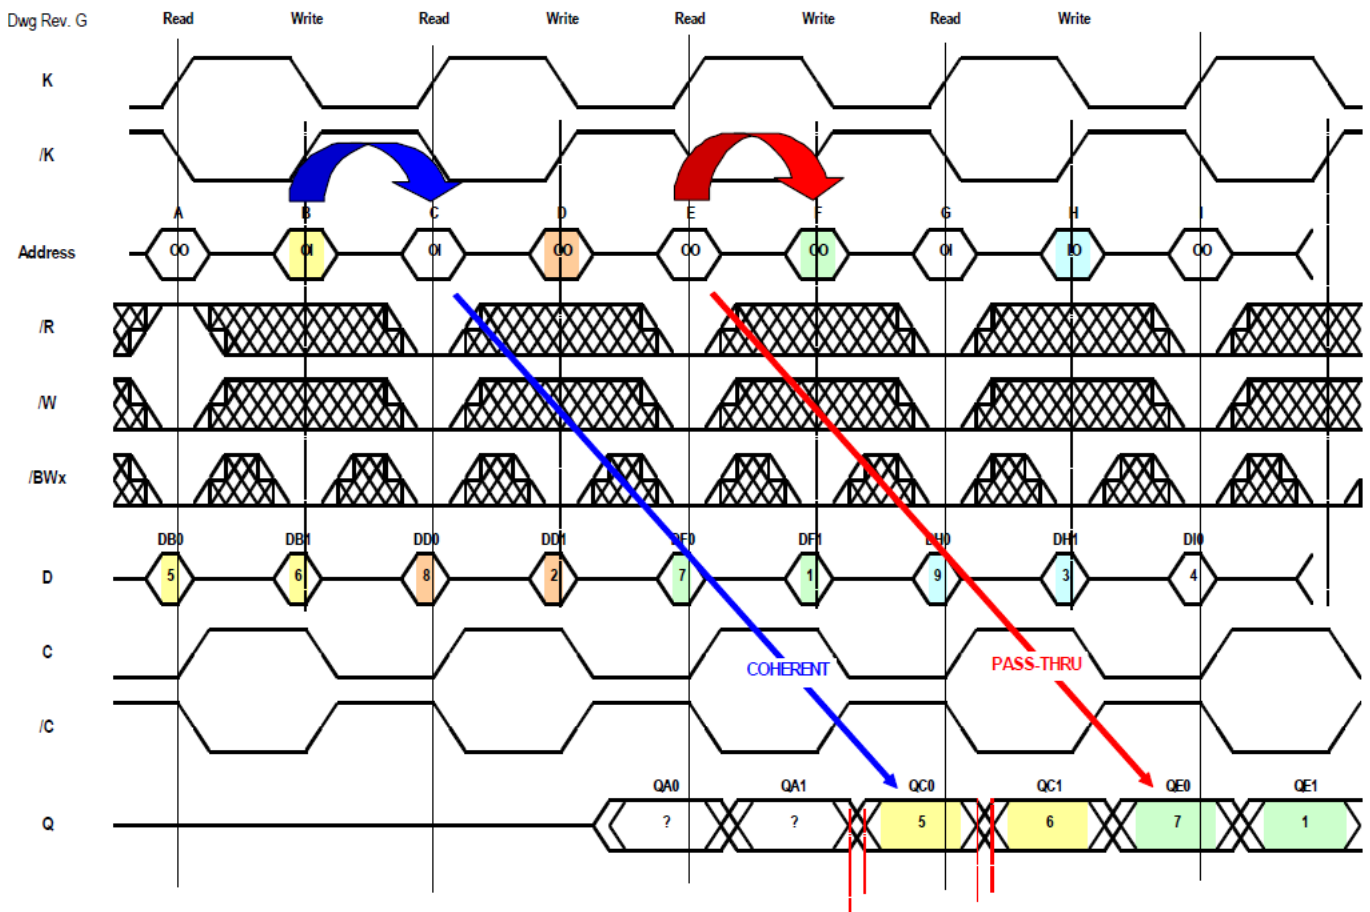 Dwg Rev. G Read Write Read Write Read Write Read Write
K
/K
A B C D E F G H I
Address OO OI OI OO OO OO OI IO OO
/R
/W
/BWx
DB0 DB1 DD0 DD1 DF0 DF1 DH0 DH1 DI0
D 5 6 8 2 7 1 9 3 4
C
COHERENT PASS-THRU
/C
QA0 QA1 QC0 QC1 QE0 QE1
Q ? ? 5 6 7 1